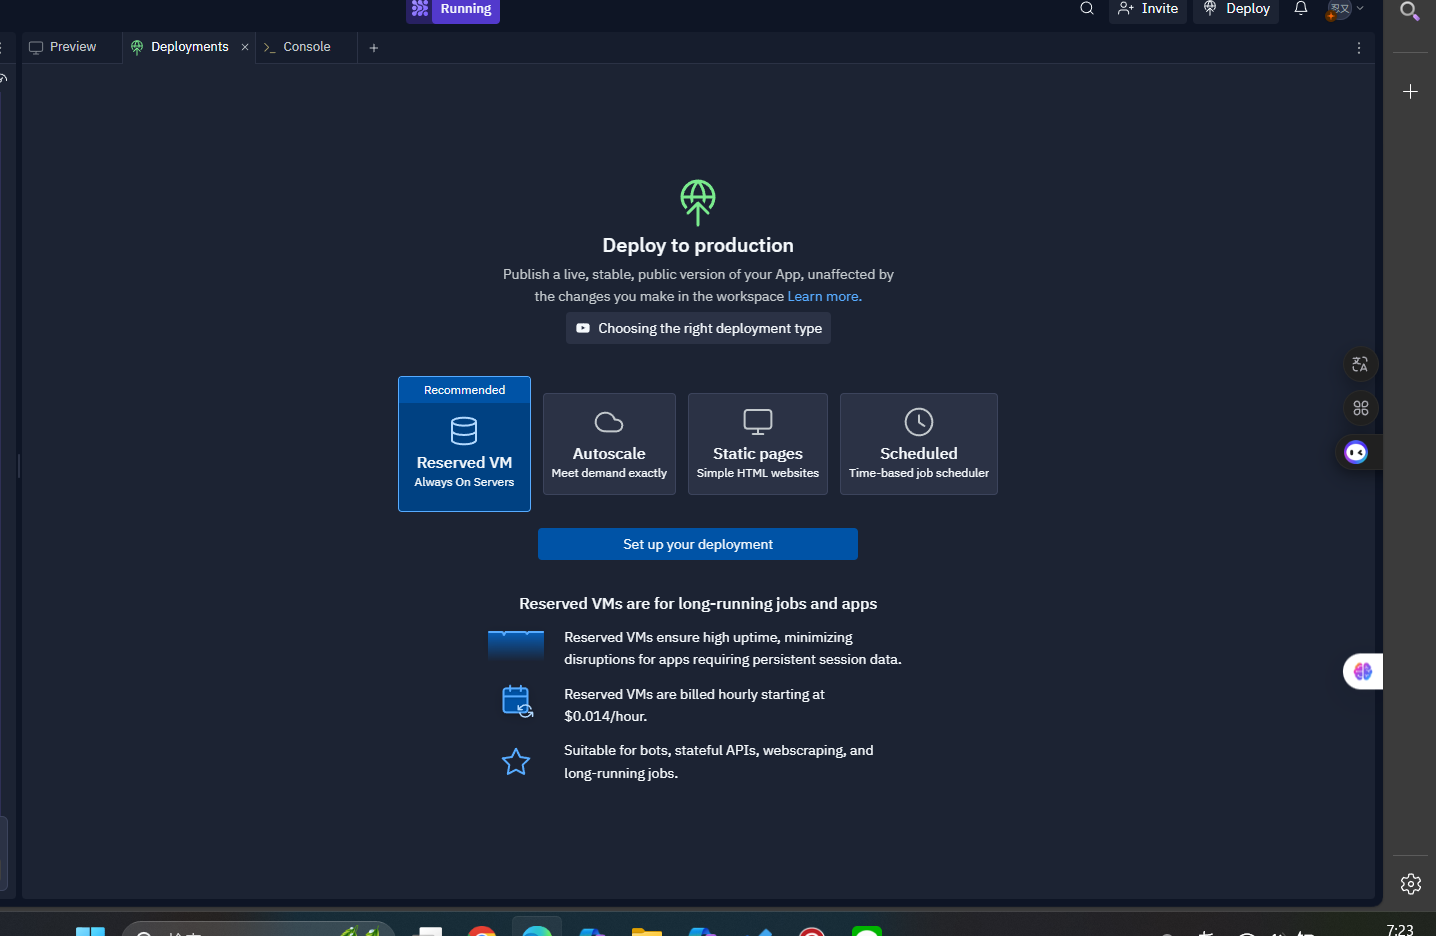 Running
Invite
Deploy
Preview
Deployments
Console
Deploy to production
Publish a live, stable, public version of your App, unaffected by
the changes you make in the workspace Learn more.
Choosing the right deployment type
Recommended
Reserved VM
Always On Servers
Autoscale
Meet demand exactly
Static pages
Simple HTML websites
Scheduled
Time-based job scheduler
Set up your deployment
Reserved VMs are for long-running jobs and apps
Reserved VMs ensure high uptime, minimizing
disruptions for apps requiring persistent session data.
Reserved VMs are billed hourly starting at
$0.014/hour.
Suitable for bots, stateful APIs, webscraping, and
long-running jobs.
7:23